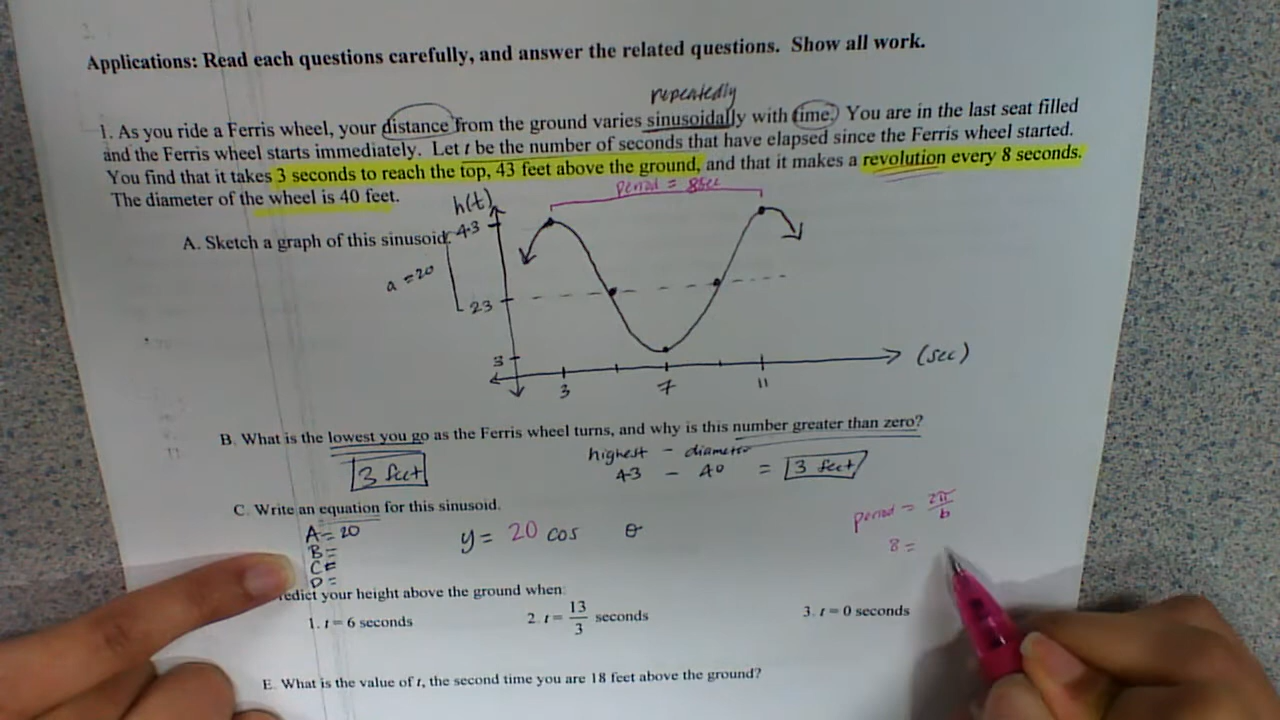 Applications: Read each questions carefully, and answer the related questions. Show all work.
repeatedly
1. As you ride a Ferris wheel, your distance from the ground varies sinusoidally with time. You are in the last seat filled
and the Ferris wheel starts immediately. Let t be the number of seconds that have elapsed since the Ferris wheel started.
You find that it takes 3 seconds to reach the top, 43 feet above the ground, and that it makes a revolution every 8 seconds.
The diameter of the wheel is 40 feet.
period = 8sec
h(t)
A. Sketch a graph of this sinusoid.
43
a = 20
23
3
(sec)
3 7 11
B. What is the lowest you go as the Ferris wheel turns, and why is this number greater than zero?
highest - diameter
3 feet
43 - 40 = 3 feet
C. Write an equation for this sinusoid.
A = 20
B =
C =
D =
y = 20 cos θ
period = 2π/b
8 =
edict your height above the ground when:
1. t = 6 seconds 2. t = 13/3 seconds 3. t = 0 seconds
E. What is the value of t, the second time you are 18 feet above the ground?